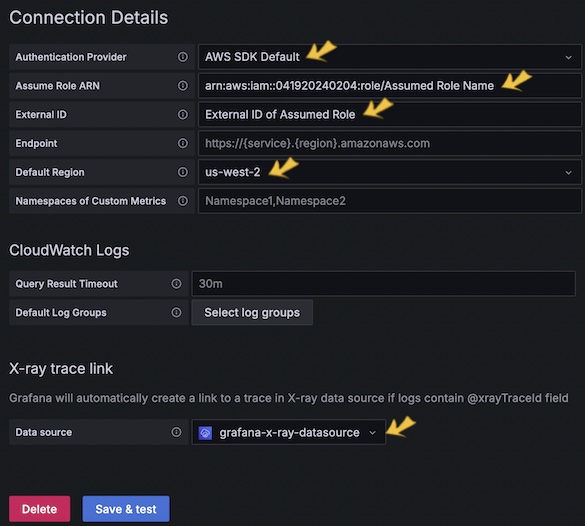 Connection Details
Authentication Provider AWS SDK Default
Assume Role ARN arn:aws:iam::041920240204:role/Assumed Role Name
External ID External ID of Assumed Role
Endpoint https://{service}.{region}.amazonaws.com
Default Region us-west-2
Namespaces of Custom Metrics Namespace1,Namespace2
CloudWatch Logs
Query Result Timeout 30m
Default Log Groups Select log groups
X-ray trace link
Grafana will automatically create a link to a trace in X-ray data source if logs contain @xrayTraceId field
Data source grafana-x-ray-datasource
Delete Save & test